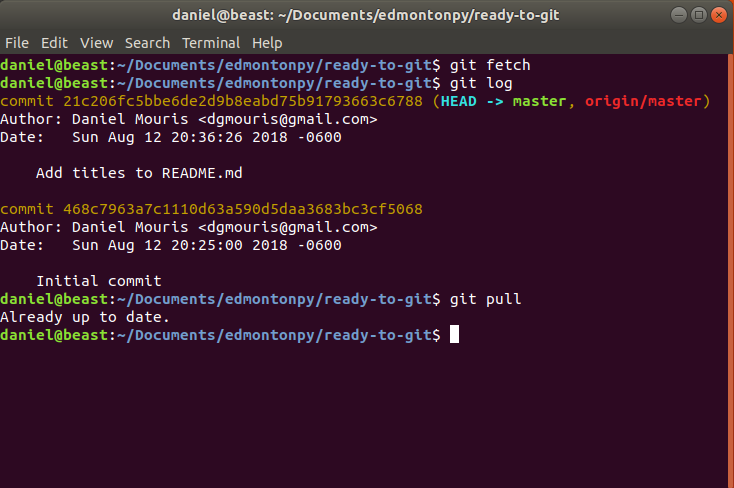 daniel@beast: ~/Documents/edmontonpy/ready-to-git
File Edit View Search Terminal Help
daniel@beast:~/Documents/edmontonpy/ready-to-git$ git fetch
daniel@beast:~/Documents/edmontonpy/ready-to-git$ git log
commit 21c206fc5bbe6de2d9b8eabd75b91793663c6788 (HEAD -> master, origin/master)
Author: Daniel Mouris <dgmouris@gmail.com>
Date:   Sun Aug 12 20:36:26 2018 -0600
    Add titles to README.md
commit 468c7963a7c1110d63a590d5daa3683bc3cf5068
Author: Daniel Mouris <dgmouris@gmail.com>
Date:   Sun Aug 12 20:25:00 2018 -0600
    Initial commit
daniel@beast:~/Documents/edmontonpy/ready-to-git$ git pull
Already up to date.
daniel@beast:~/Documents/edmontonpy/ready-to-git$